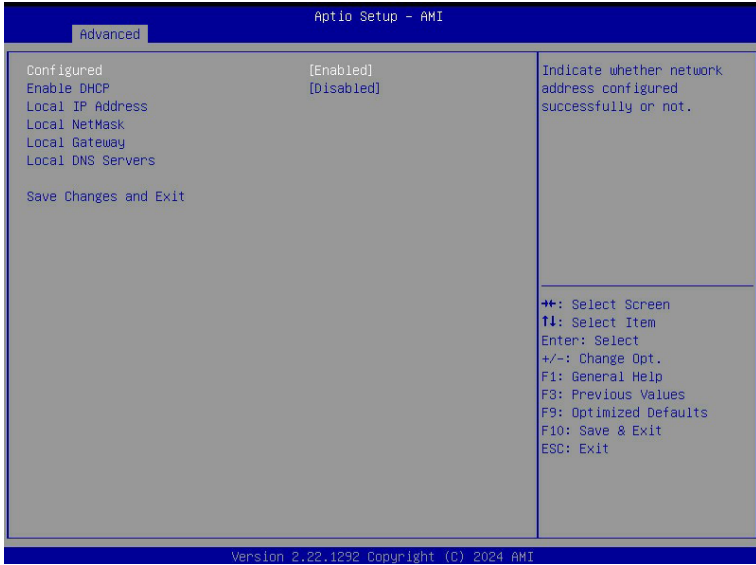 Aptio Setup – AMI
Advanced
Configured [Enabled]
Enable DHCP [Disabled]
Local IP Address
Local NetMask
Local Gateway
Local DNS Servers
Save Changes and Exit
Indicate whether network
address configured
successfully or not.
→←: Select Screen
↑↓: Select Item
Enter: Select
+/-: Change Opt.
F1: General Help
F3: Previous Values
F9: Optimized Defaults
F10: Save & Exit
ESC: Exit
Version 2.22.1292 Copyright (C) 2024 AMI